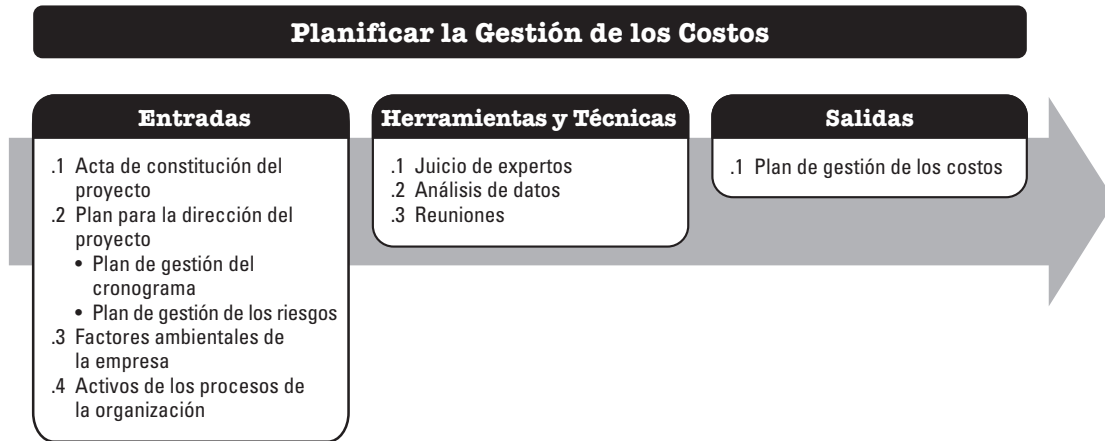 Planificar la Gestión de los Costos
Entradas
.1 Acta de constitución del
proyecto
.2 Plan para la dirección del
proyecto
• Plan de gestión del
cronograma
• Plan de gestión de los riesgos
.3 Factores ambientales de
la empresa
.4 Activos de los procesos de
la organización
Herramientas y Técnicas
.1 Juicio de expertos
.2 Análisis de datos
.3 Reuniones
Salidas
.1 Plan de gestión de los costos